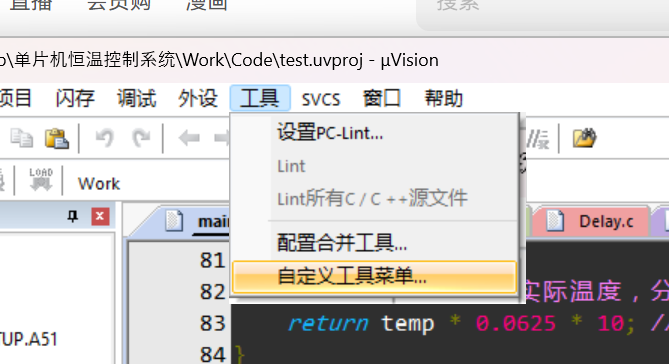 直播 会员购 漫画
搜索
\单片机恒温控制系统\Work\Code\test.uvproj - µVision
项目 闪存 调试 外设 工具 SVCS 窗口 帮助
设置PC-Lint...
Lint
LOAD
Work
Lint所有C / C ++源文件
main
Delay.c
配置合并工具...
81
自定义工具菜单...
82 实际温度，分
TUP.A51
83 return temp * 0.0625 * 10; //
84 }